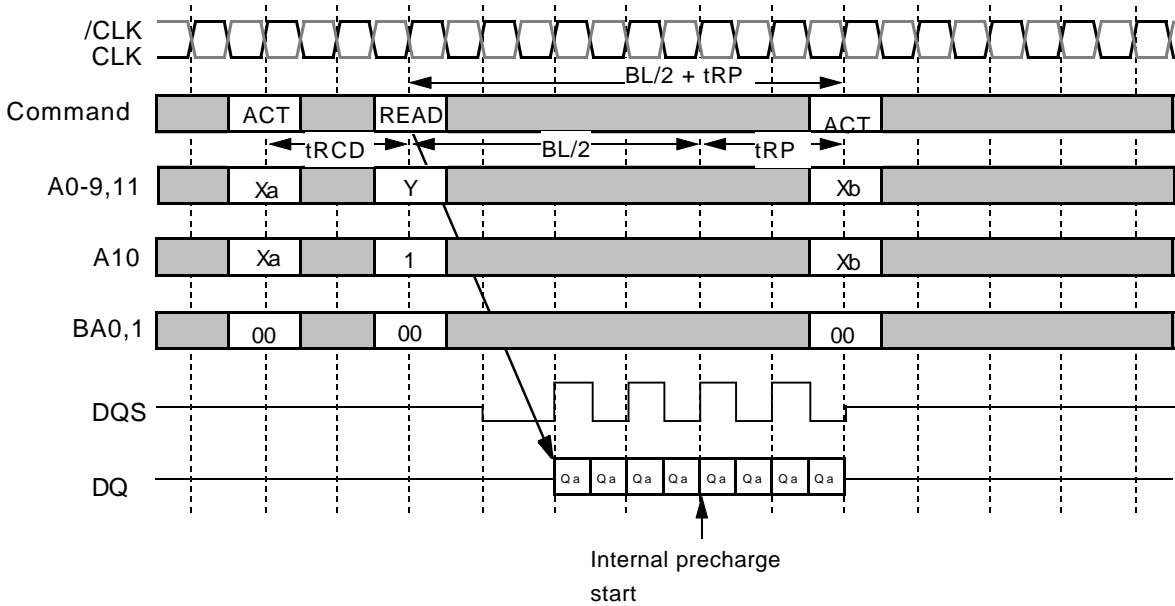 /CLK
CLK
BL/2 + tRP
Command ACT READ ACT
tRCD BL/2 tRP
A0-9,11 Xa Y Xb
A10 Xa 1 Xb
BA0,1 00 00 00
DQS
DQ Qa Qa Qa Qa Qa Qa Qa Qa
Internal precharge
start